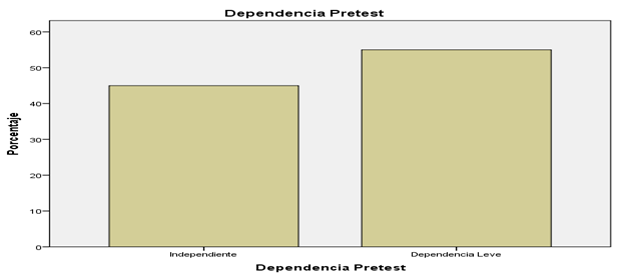 Dependencia Pretest
Porcentaje
60
50
40
30
20
10
0
Independiente
Dependencia Leve
Dependencia Pretest